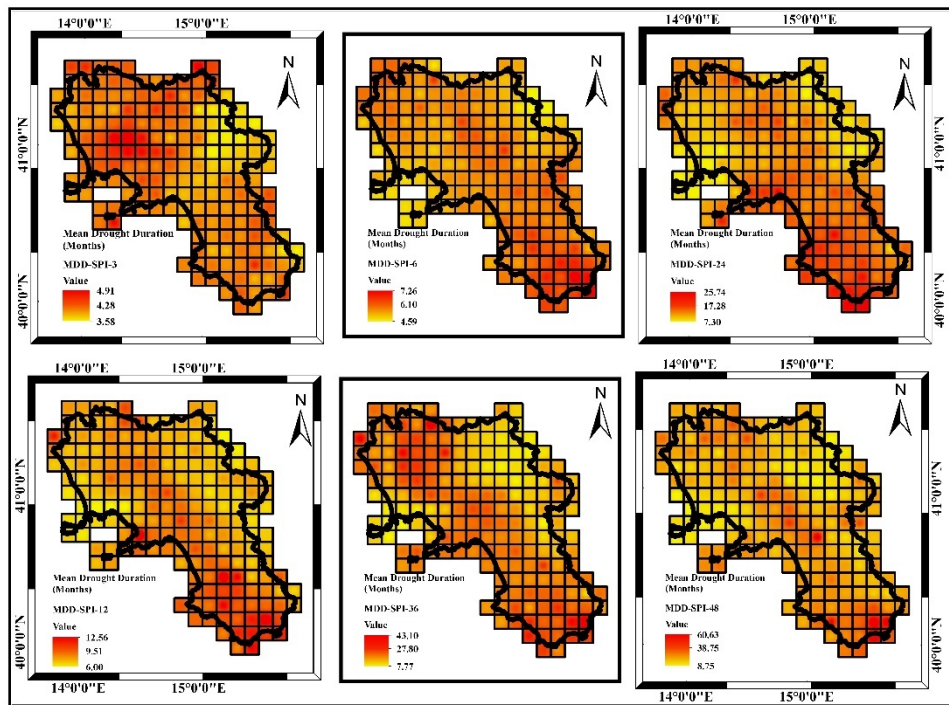 14°0'0"E 15°0'0"E
N
41°0'0"N
40°0'0"N
Mean Drought Duration
(Months)
MDD-SPI-3
Value
4.91
4.28
3.58
N
Mean Drought Duration
(Months)
MDD-SPI-6
Value
7.26
6.10
4.59
14°0'0"E 15°0'0"E
N
41°0'0"N
40°0'0"N
Mean Drought Duration
(Months)
MDD-SPI-24
Value
25.74
17.28
7.30
14°0'0"E 15°0'0"E
N
41°0'0"N
40°0'0"N
Mean Drought Duration
(Months)
MDD-SPI-12
Value
12.56
9.51
6.00
14°0'0"E 15°0'0"E
N
Mean Drought Duration
(Months)
MDD-SPI-36
Value
43.10
27.80
7.77
14°0'0"E 15°0'0"E
N
41°0'0"N
40°0'0"N
Mean Drought Duration
(Months)
MDD-SPI-48
Value
60,63
38,75
8,75
14°0'0"E 15°0'0"E